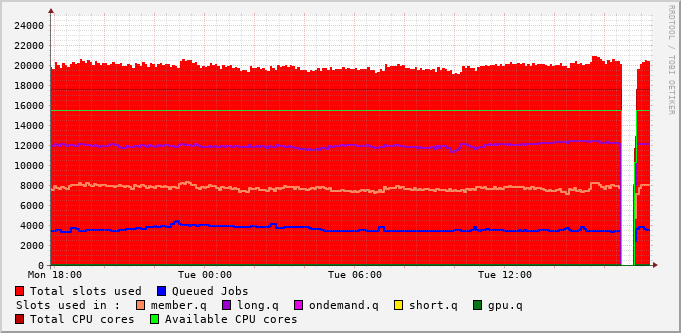 RRDTOOL / TOBI OETIKER
24000
22000
20000
18000
16000
14000
12000
10000
8000
6000
4000
2000
0
Mon 18:00 Tue 00:00 Tue 06:00 Tue 12:00
Total slots used Queued Jobs
Slots used in : member.q long.q ondemand.q short.q gpu.q
Total CPU cores Available CPU cores